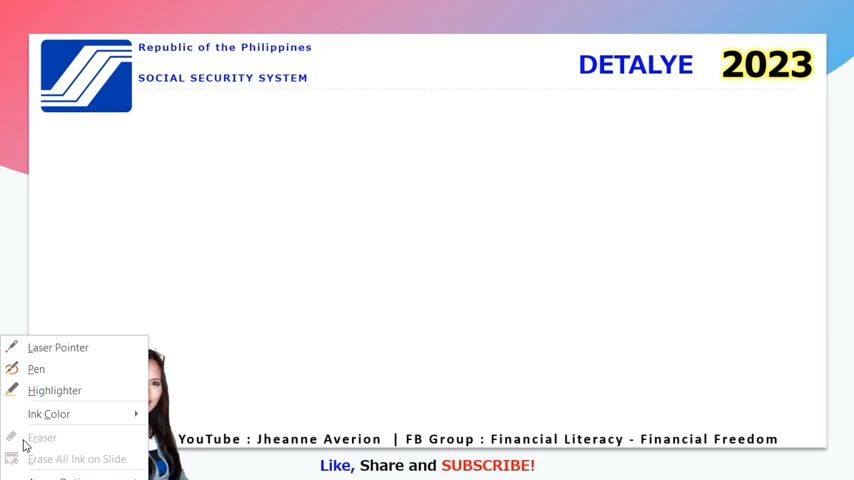 Republic of the Philippines
SOCIAL SECURITY SYSTEM
DETALYE 2023
Laser Pointer
Pen
Highlighter
Ink Color
Eraser
Erase All Ink on Slide
YouTube : Jheanne Averion | FB Group : Financial Literacy - Financial Freedom
Like, Share and SUBSCRIBE!